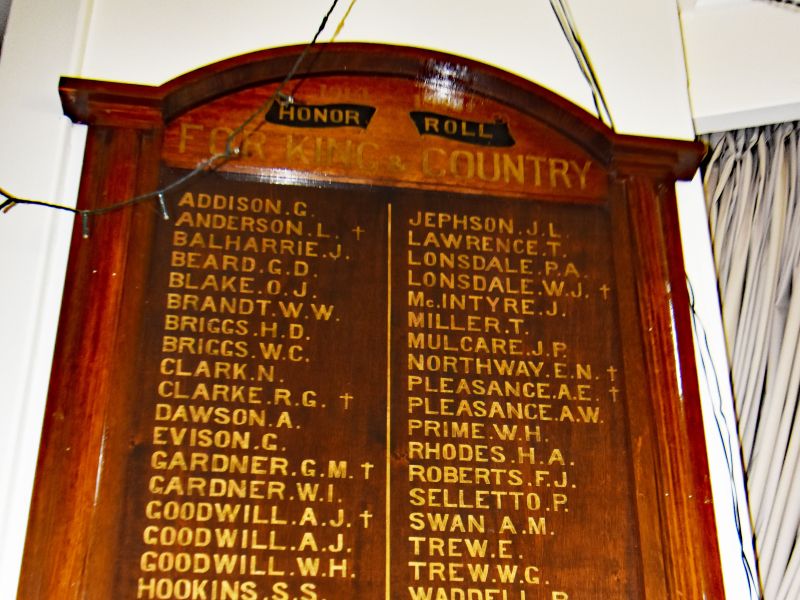 1914
HONOR ROLL
FOR KING & COUNTRY
ADDISON.G.
ANDERSON.L. †
BALHARRIE.J.
BEARD.G.D.
BLAKE.O.J.
BRANDT.W.W.
BRIGGS.H.D.
BRIGGS.W.C.
CLARK.N.
CLARKE.R.G. †
DAWSON.A.
EVISON.G.
GARDNER.G.M. †
GARDNER.W.I.
GOODWILL.A.J. †
GOODWILL.A.J.
GOODWILL.W.H.
HOOKINS.S.S.
JEPHSON.J.L.
LAWRENCE.T.
LONSDALE.P.A.
LONSDALE.W.J. †
Mc.INTYRE.J.
MILLER.T.
MULCARE.J.P.
NORTHWAY.E.N. †
PLEASANCE.A.E. †
PLEASANCE.A.W.
PRIME.W.H.
RHODES.H.A.
ROBERTS.F.J.
SELLETTO.P.
SWAN.A.M.
TREW.E.
TREW.W.G.
WADDELL.